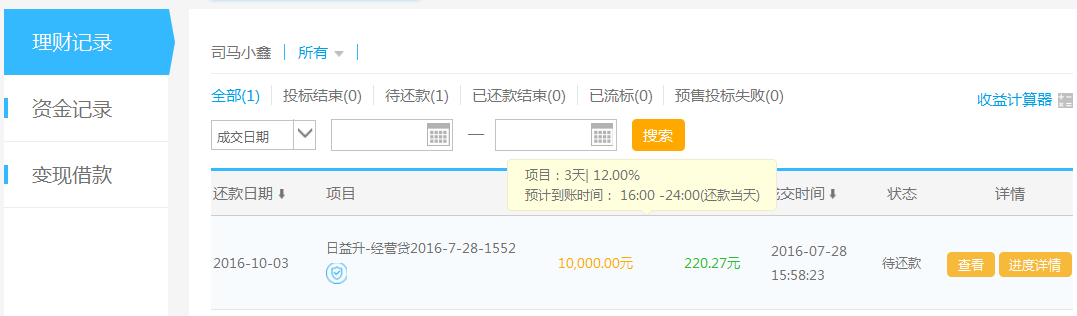 理财记录
资金记录
变现借款
司马小鑫 所有
全部(1) 投标结束(0) 待还款(1) 已还款结束(0) 已流标(0) 预售投标失败(0)
收益计算器
成交日期 — 搜索
项目：3天| 12.00%
预计到账时间： 16:00 -24:00(还款当天)
还款日期 项目 成交时间 状态 详情
2016-10-03 日益升-经营贷2016-7-28-1552 10,000.00元 220.27元 2016-07-28 15:58:23 待还款 查看 进度详情